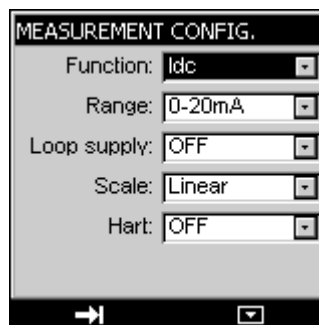 MEASUREMENT CONFIG.
Function: Idc
Range: 0-20mA
Loop supply: OFF
Scale: Linear
Hart: OFF